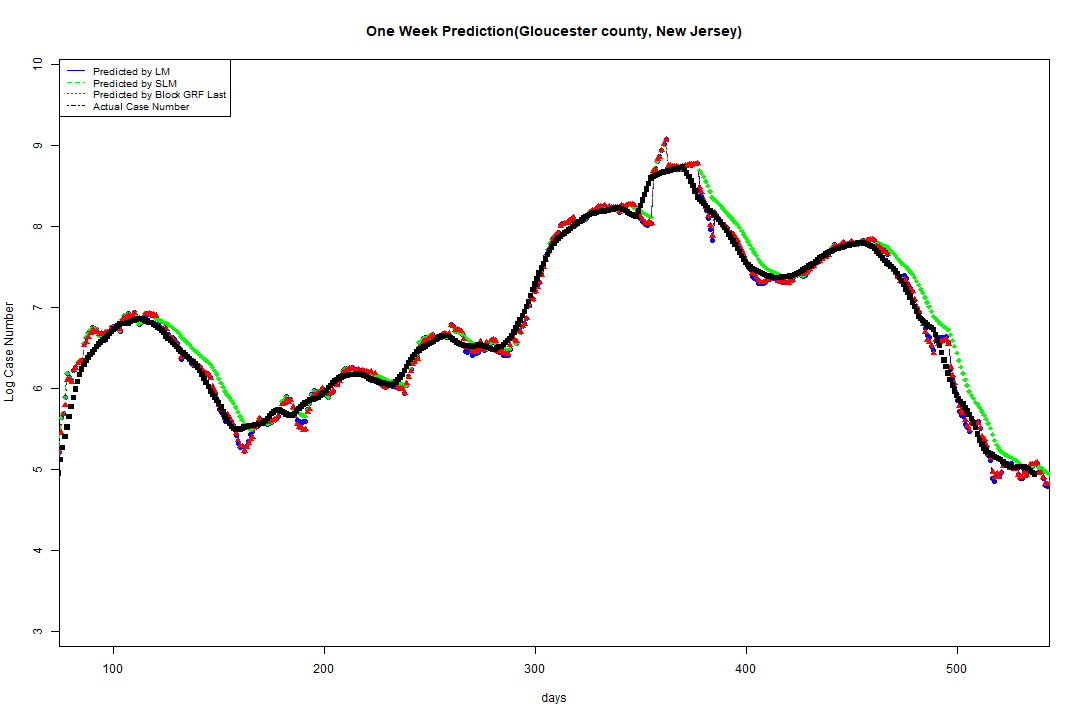 One Week Prediction(Gloucester county, New Jersey)
Predicted by LM
Predicted by SLM
Predicted by Block GRF Last
Actual Case Number
10
9
8
7
6
5
4
3
Log Case Number
100 200 300 400 500
days